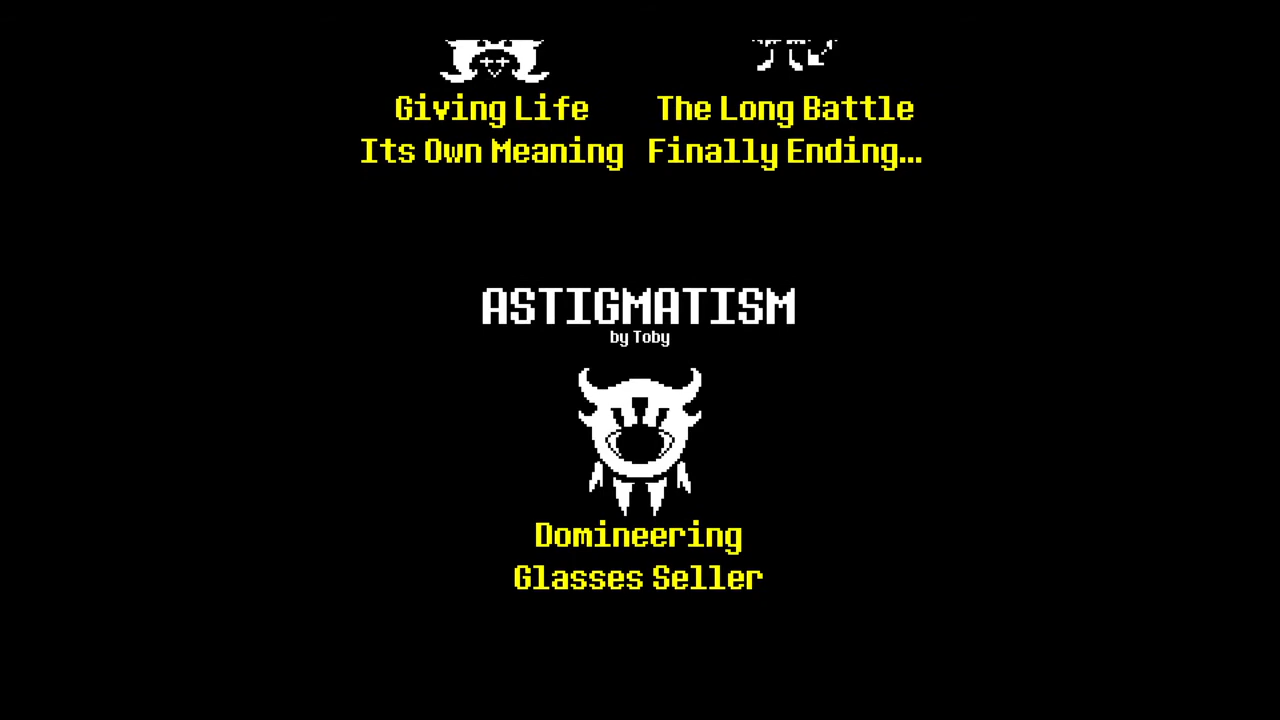 Giving Life
Its Own Meaning
The Long Battle
Finally Ending...
ASTIGMATISM
by Toby
Domineering
Glasses Seller